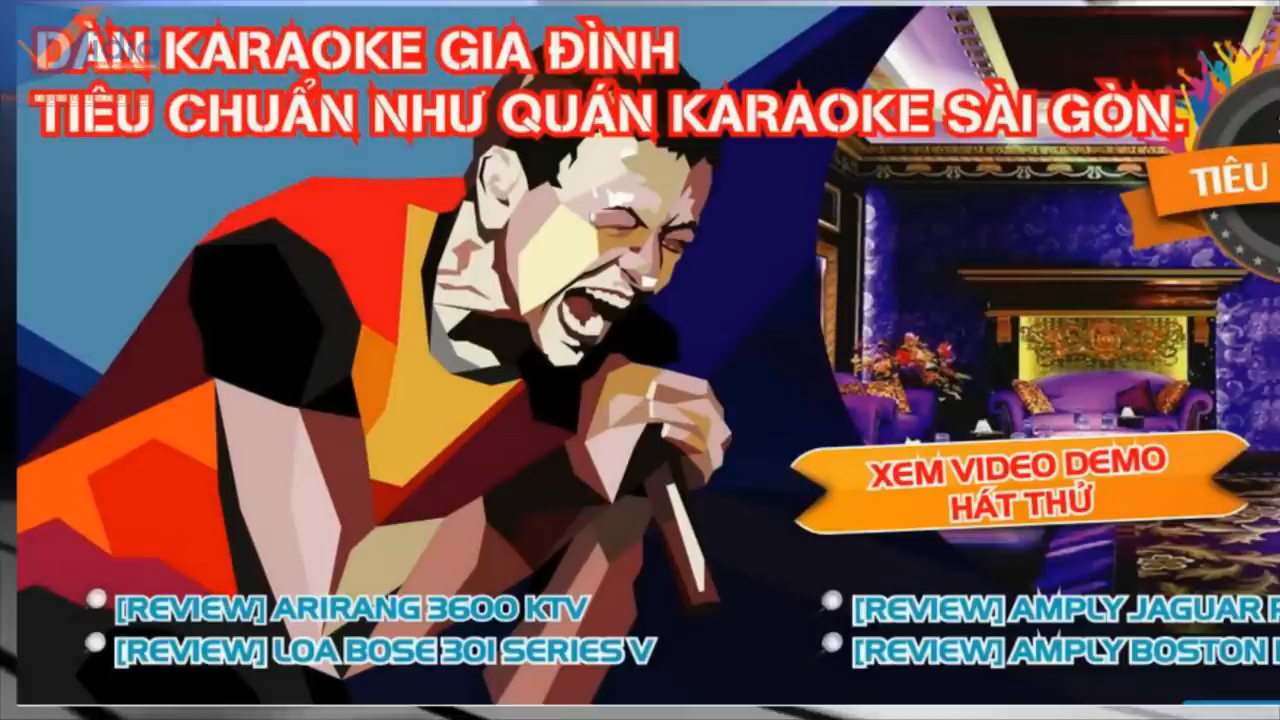 DÀN KARAOKE GIA ĐÌNH
TIÊU CHUẨN NHƯ QUÁN KARAOKE SÀI GÒN.
TIÊU
XEM VIDEO DEMO
HÁT THỬ
[REVIEW] ARIRANG 3600 KTV
[REVIEW] LOA BOSE 301 SERIES V
[REVIEW] AMPLY JAGUAR
[REVIEW] AMPLY BOSTON